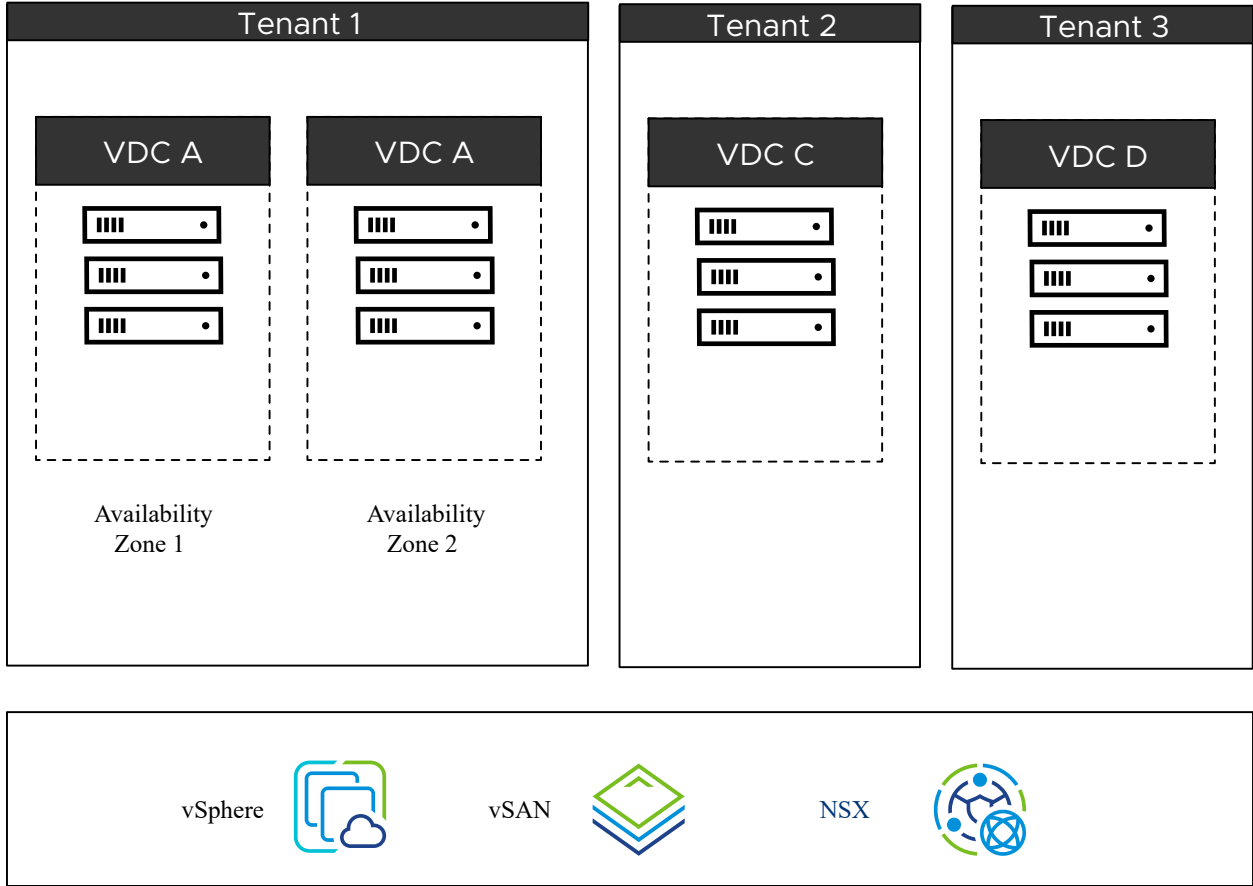 Tenant 1
Tenant 2
Tenant 3
VDC A
VDC A
VDC C
VDC D
Availability
Zone 1
Availability
Zone 2
vSphere
vSAN
NSX